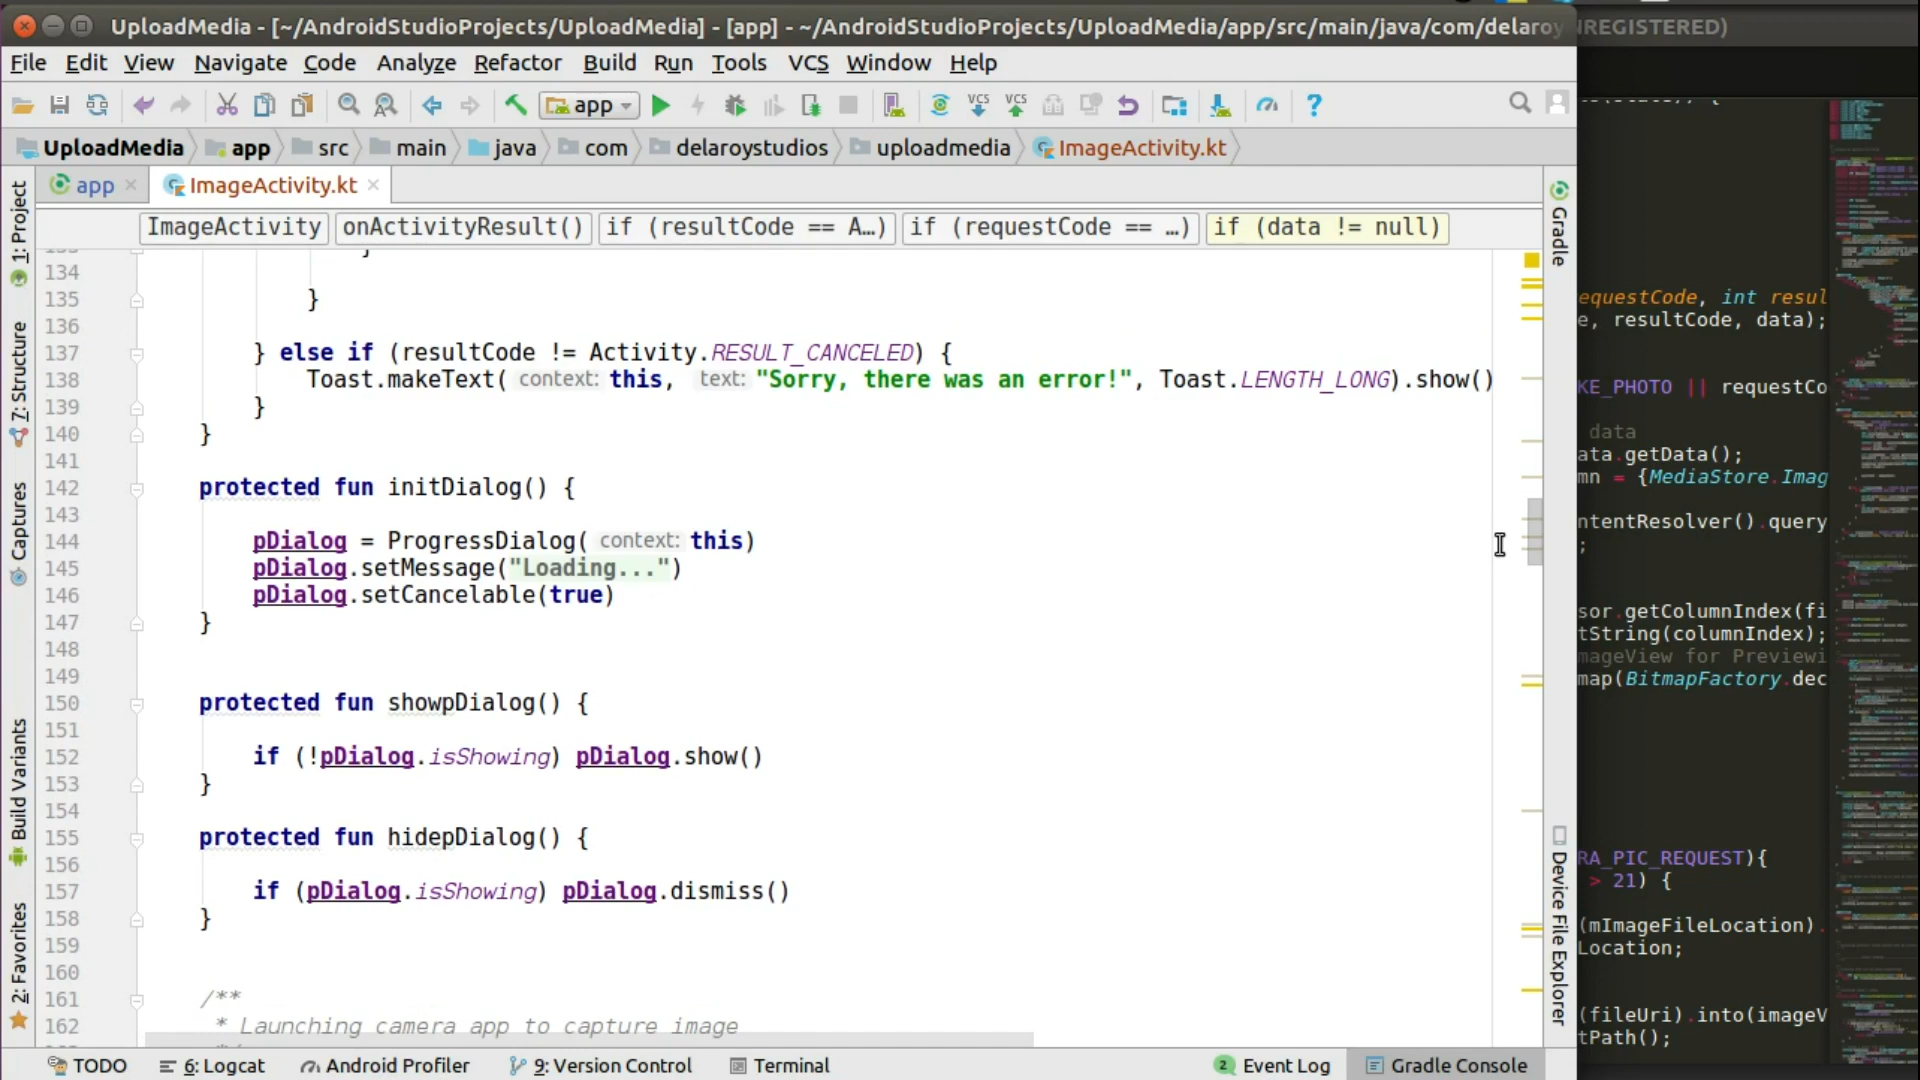 UploadMedia - [~/AndroidStudioProjects/UploadMedia] - [app] - ~/AndroidStudioProjects/UploadMedia/app/src/main/java/com/delaroy
NREGISTERED)
File Edit View Navigate Code Analyze Refactor Build Run Tools VCS Window Help
app
VCS VCS
?
UploadMedia app src main java com delaroystudios uploadmedia ImageActivity.kt
app ImageActivity.kt
ImageActivity onActivityResult() if (resultCode == A…) if (requestCode == …) if (data != null)
134
135 }
136
137 } else if (resultCode != Activity.RESULT_CANCELED) {
138 Toast.makeText( context: this, text: "Sorry, there was an error!", Toast.LENGTH_LONG).show()
139 }
140 }
141
142 protected fun initDialog() {
143
144 pDialog = ProgressDialog( context: this)
145 pDialog.setMessage("Loading...")
146 pDialog.setCancelable(true)
147 }
148
149
150 protected fun showpDialog() {
151
152 if (!pDialog.isShowing) pDialog.show()
153 }
154
155 protected fun hidepDialog() {
156
157 if (pDialog.isShowing) pDialog.dismiss()
158 }
159
160
161 /**
162 * Launching camera app to capture image
1: Project
7: Structure
Captures
Build Variants
2: Favorites
Gradle
Device File Explorer
equestCode, int resul
e, resultCode, data);
KE_PHOTO || requestCo
data
ata.getData();
mn = {MediaStore.Imag
ntentResolver().query
;
sor.getColumnIndex(fi
tString(columnIndex);
mageView for Previewi
map(BitmapFactory.dec
RA_PIC_REQUEST){
> 21) {
(mImageFileLocation).
Location;
(fileUri).into(imageV
tPath();
TODO 6: Logcat Android Profiler 9: Version Control Terminal 2 Event Log Gradle Console